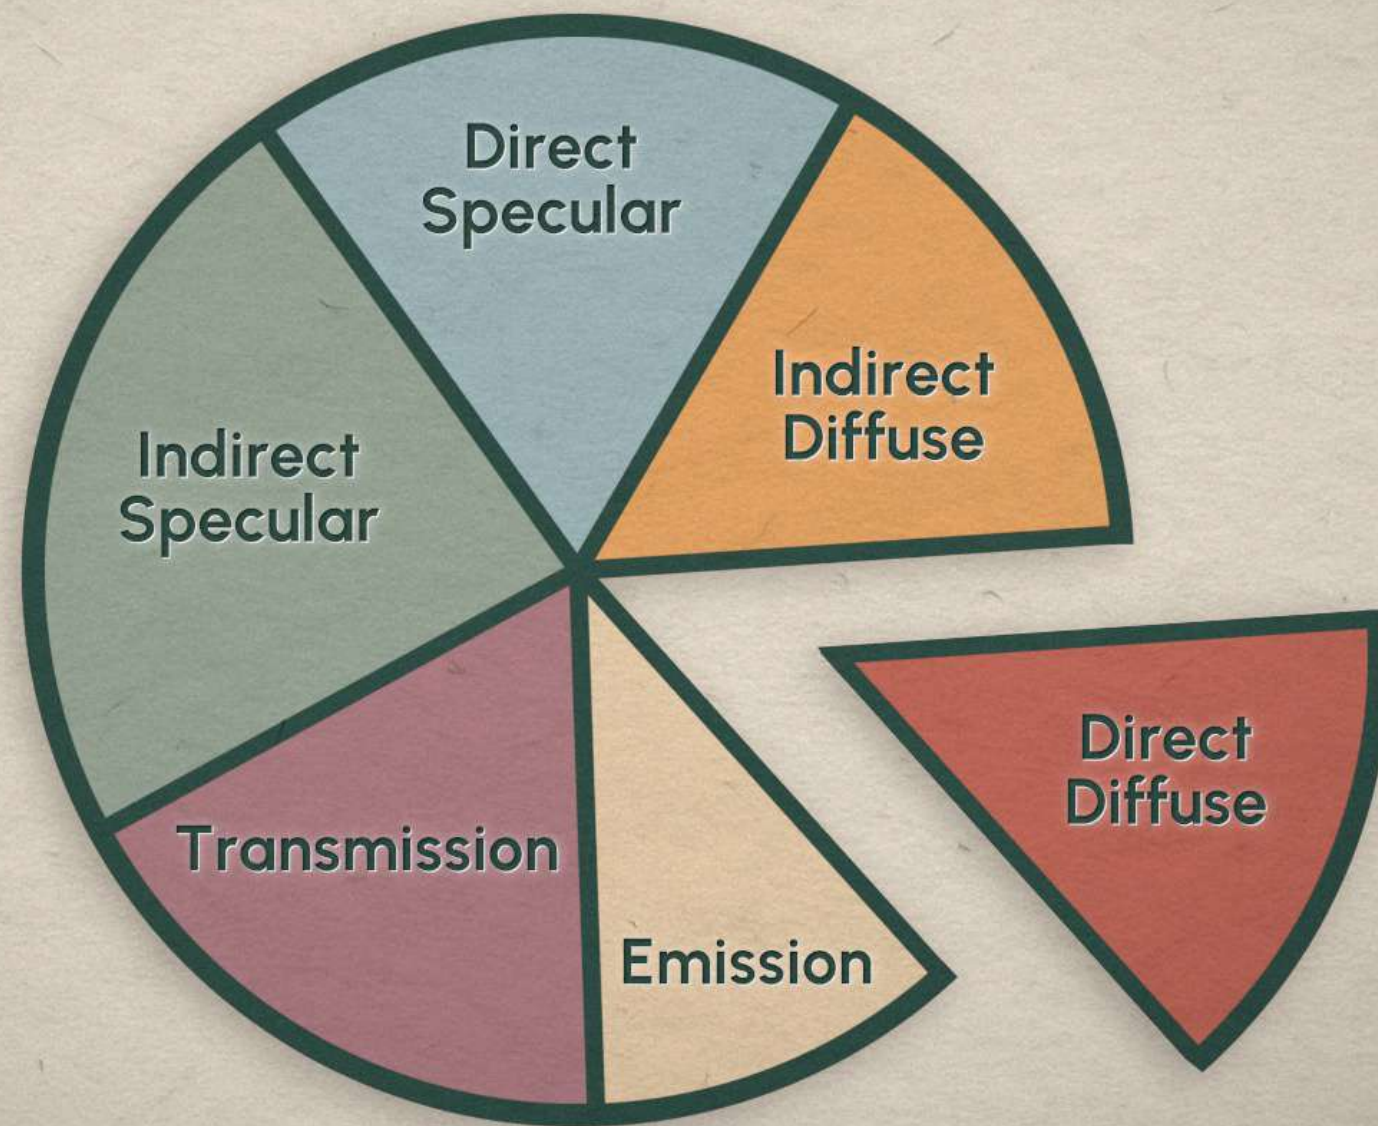 Direct
Specular
Indirect
Diffuse
Indirect
Specular
Direct
Diffuse
Transmission
Emission